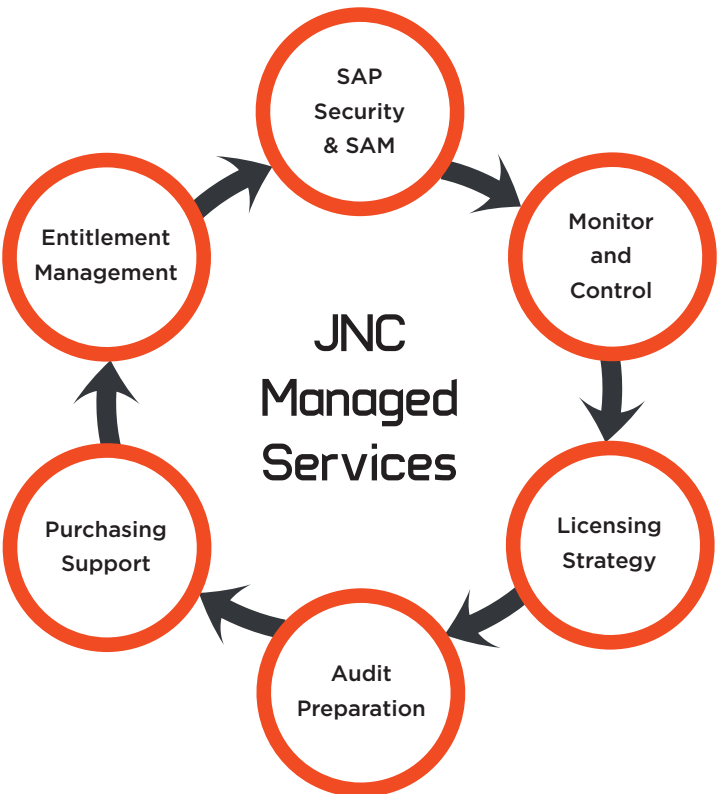 SAP
Security
& SAM
Monitor
and
Control
Licensing
Strategy
Audit
Preparation
Purchasing
Support
Entitlement
Management
JNC
Managed
Services